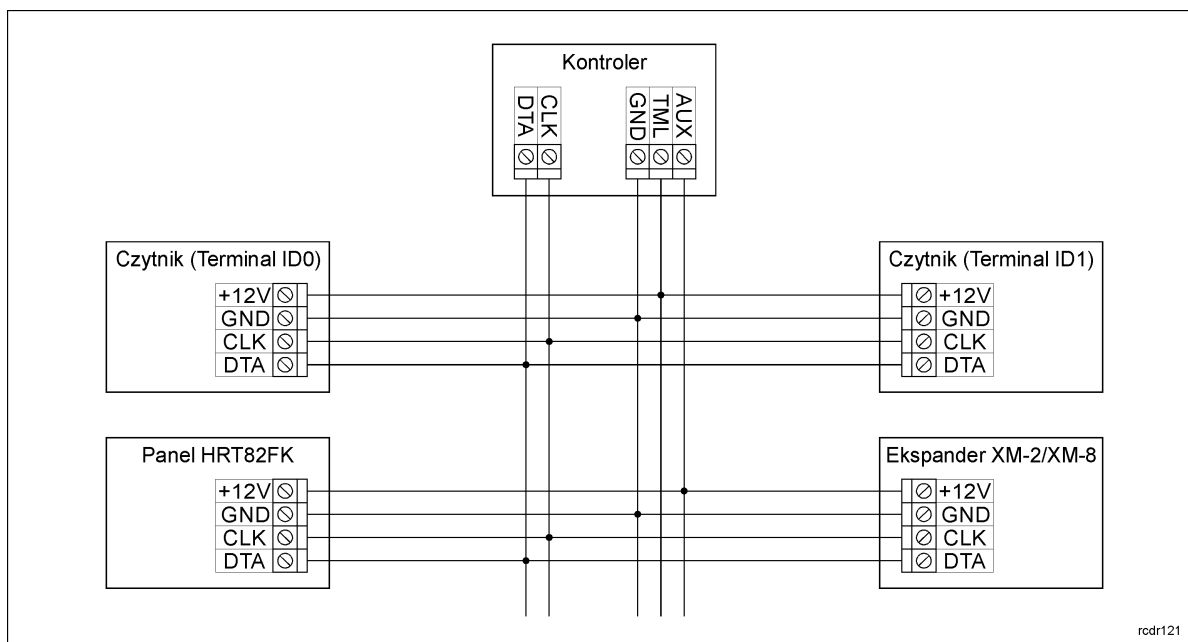 Kontroler
DTA
CLK
GND
TML
AUX
Czytnik (Terminal ID0)
+12V
GND
CLK
DTA
Czytnik (Terminal ID1)
+12V
GND
CLK
DTA
Panel HRT82FK
+12V
GND
CLK
DTA
Ekspander XM-2/XM-8
+12V
GND
CLK
DTA
rcdr121